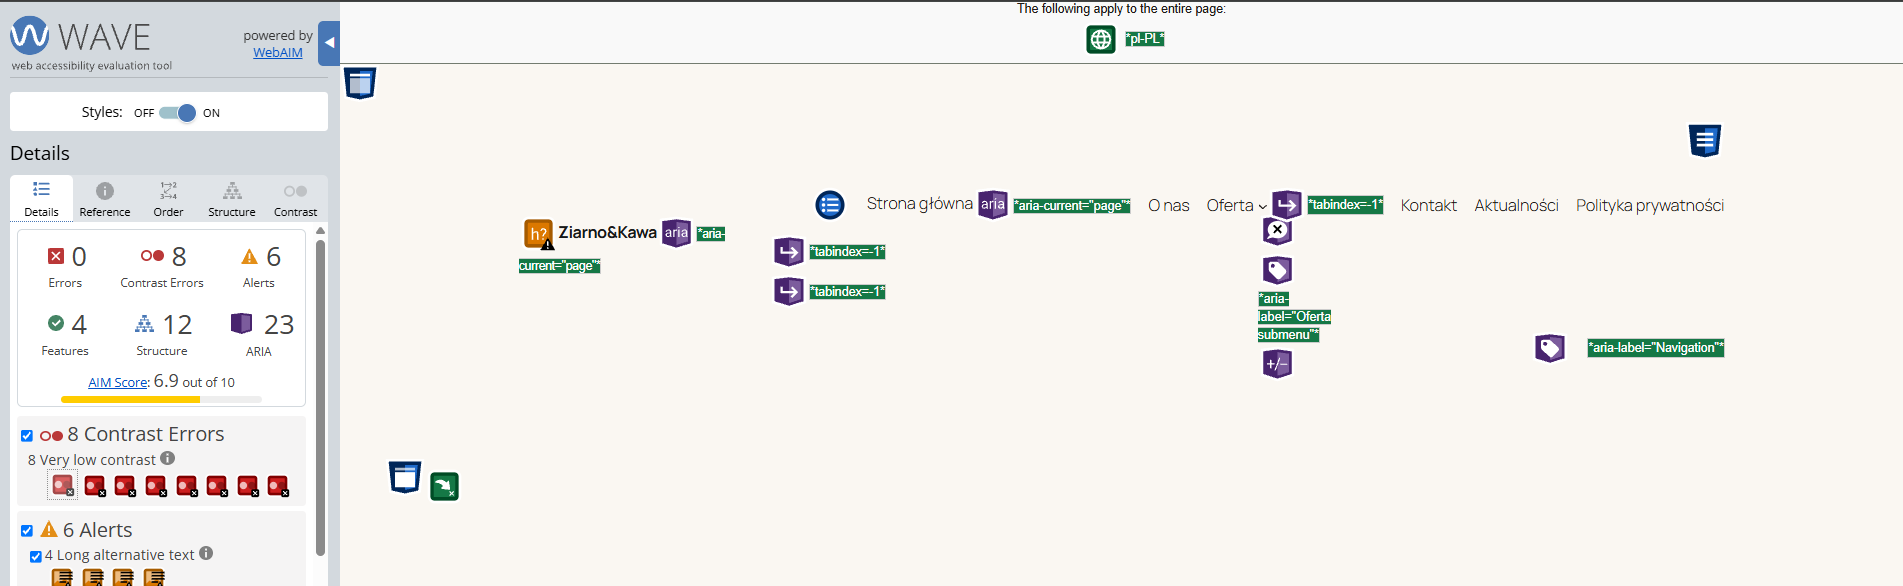 The following apply to the entire page:
*pl-PL*
WAVE
web accessibility evaluation tool
powered by
WebAIM
Styles: OFF ON
Details
Details Reference Order Structure Contrast
0 Errors
8 Contrast Errors
6 Alerts
4 Features
12 Structure
23 ARIA
AIM Score: 6.9 out of 10
8 Contrast Errors
8 Very low contrast
6 Alerts
4 Long alternative text
h? Ziarno&Kawa aria *aria-
current="page"*
Strona główna aria *aria-current="page"* O nas Oferta *tabindex=-1* Kontakt Aktualności Polityka prywatności
*tabindex=-1*
*tabindex=-1*
*aria-
label="Oferta
submenu"*
+/-
*aria-label="Navigation"*